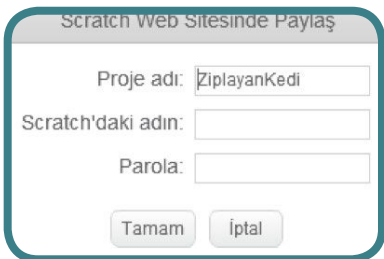 Scratch Web Sitesinde Paylaş
Proje adı: ZiplayanKedi
Scratch'daki adın:
Parola:
Tamam İptal